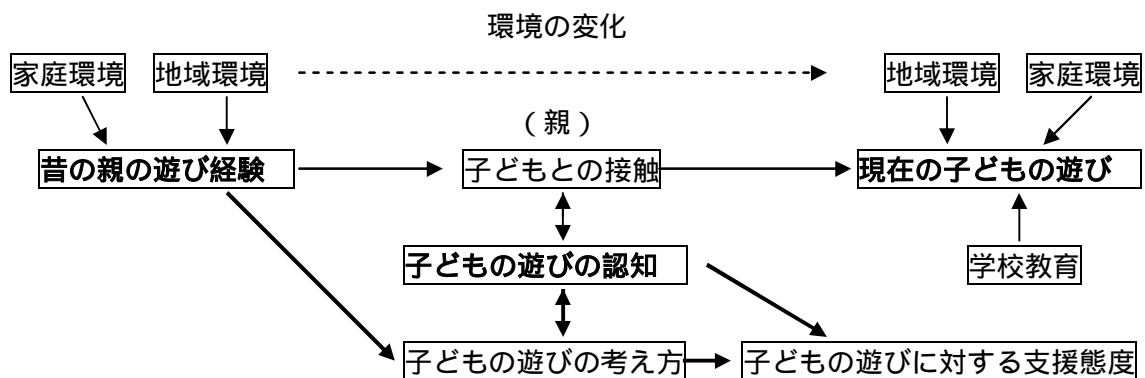 環境の変化
家庭環境 地域環境 地域環境 家庭環境
（親）
昔の親の遊び経験 子どもとの接触 現在の子どもの遊び
子どもの遊びの認知 学校教育
子どもの遊びの考え方 子どもの遊びに対する支援態度